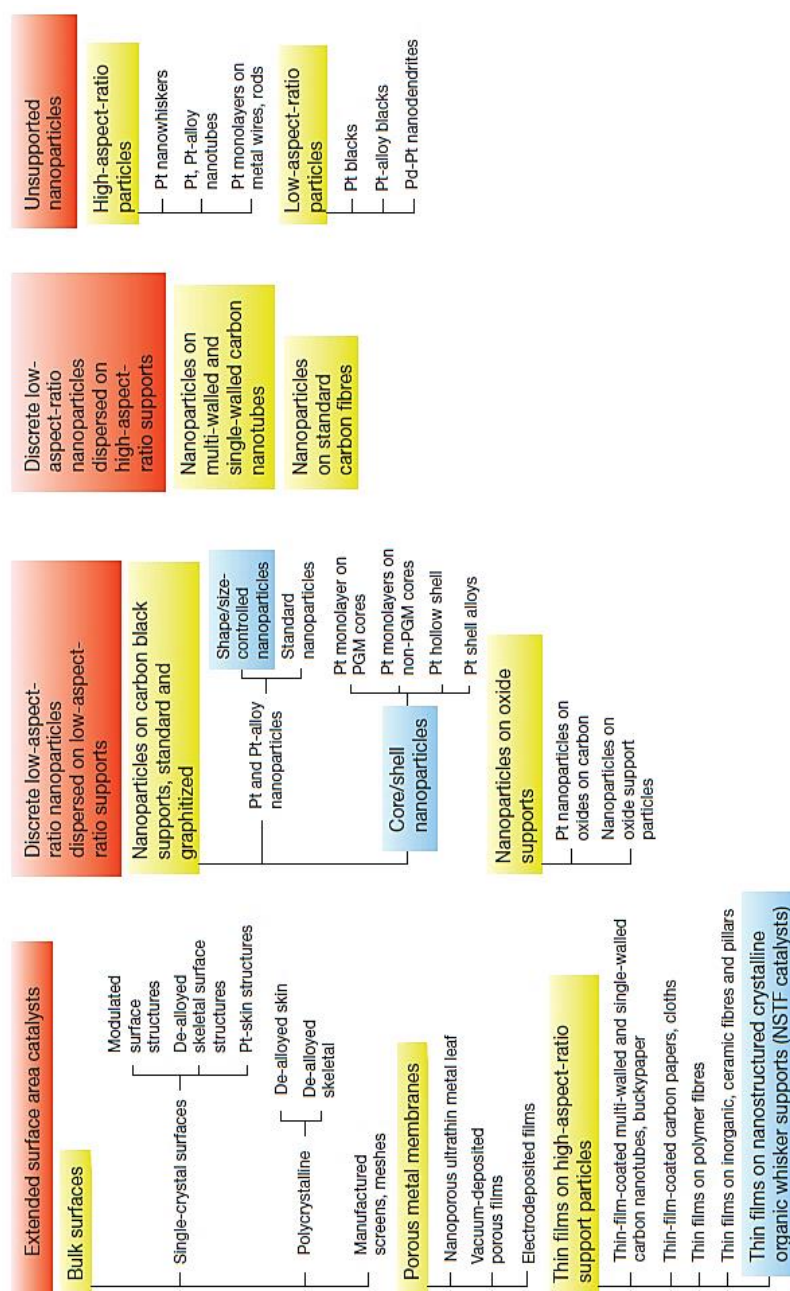 Extended surface area catalysts
Bulk surfaces
Single-crystal surfaces
Modulated
surface
structures
De-alloyed
skeletal surface
structures
Pt-skin structures
Polycrystalline
De-alloyed skin
De-alloyed
skeletal
Manufactured
screens, meshes
Porous metal membranes
Nanoporous ultrathin metal leaf
Vacuum-deposited
porous films
Electrodeposited films
Thin films on high-aspect-ratio
support particles
Thin-film-coated multi-walled and single-walled
carbon nanotubes, buckypaper
Thin-film-coated carbon papers, cloths
Thin films on polymer fibres
Thin films on inorganic, ceramic fibres and pillars
Thin films on nanostructured crystalline
organic whisker supports (NSTF catalysts)
Discrete low-aspect-
ratio nanoparticles
dispersed on low-aspect-
ratio supports
Nanoparticles on carbon black
supports, standard and
graphitized
Pt and Pt-alloy
nanoparticles
Shape/size-
controlled
nanoparticles
Standard
nanoparticles
Core/shell
nanoparticles
Pt monolayer on
PGM cores
Pt monolayers on
non-PGM cores
Pt hollow shell
Pt shell alloys
Nanoparticles on oxide
supports
Pt nanoparticles on
oxides on carbon
Nanoparticles on
oxide support
particles
Discrete low-
aspect-ratio
nanoparticles
dispersed on
high-aspect-
ratio supports
Nanoparticles on
multi-walled and
single-walled carbon
nanotubes
Nanoparticles
on standard
carbon fibres
Unsupported
nanoparticles
High-aspect-ratio
particles
Pt nanowhiskers
Pt, Pt-alloy
nanotubes
Pt monolayers on
metal wires, rods
Low-aspect-ratio
particles
Pt blacks
Pt-alloy blacks
Pd-Pt nanodendrites